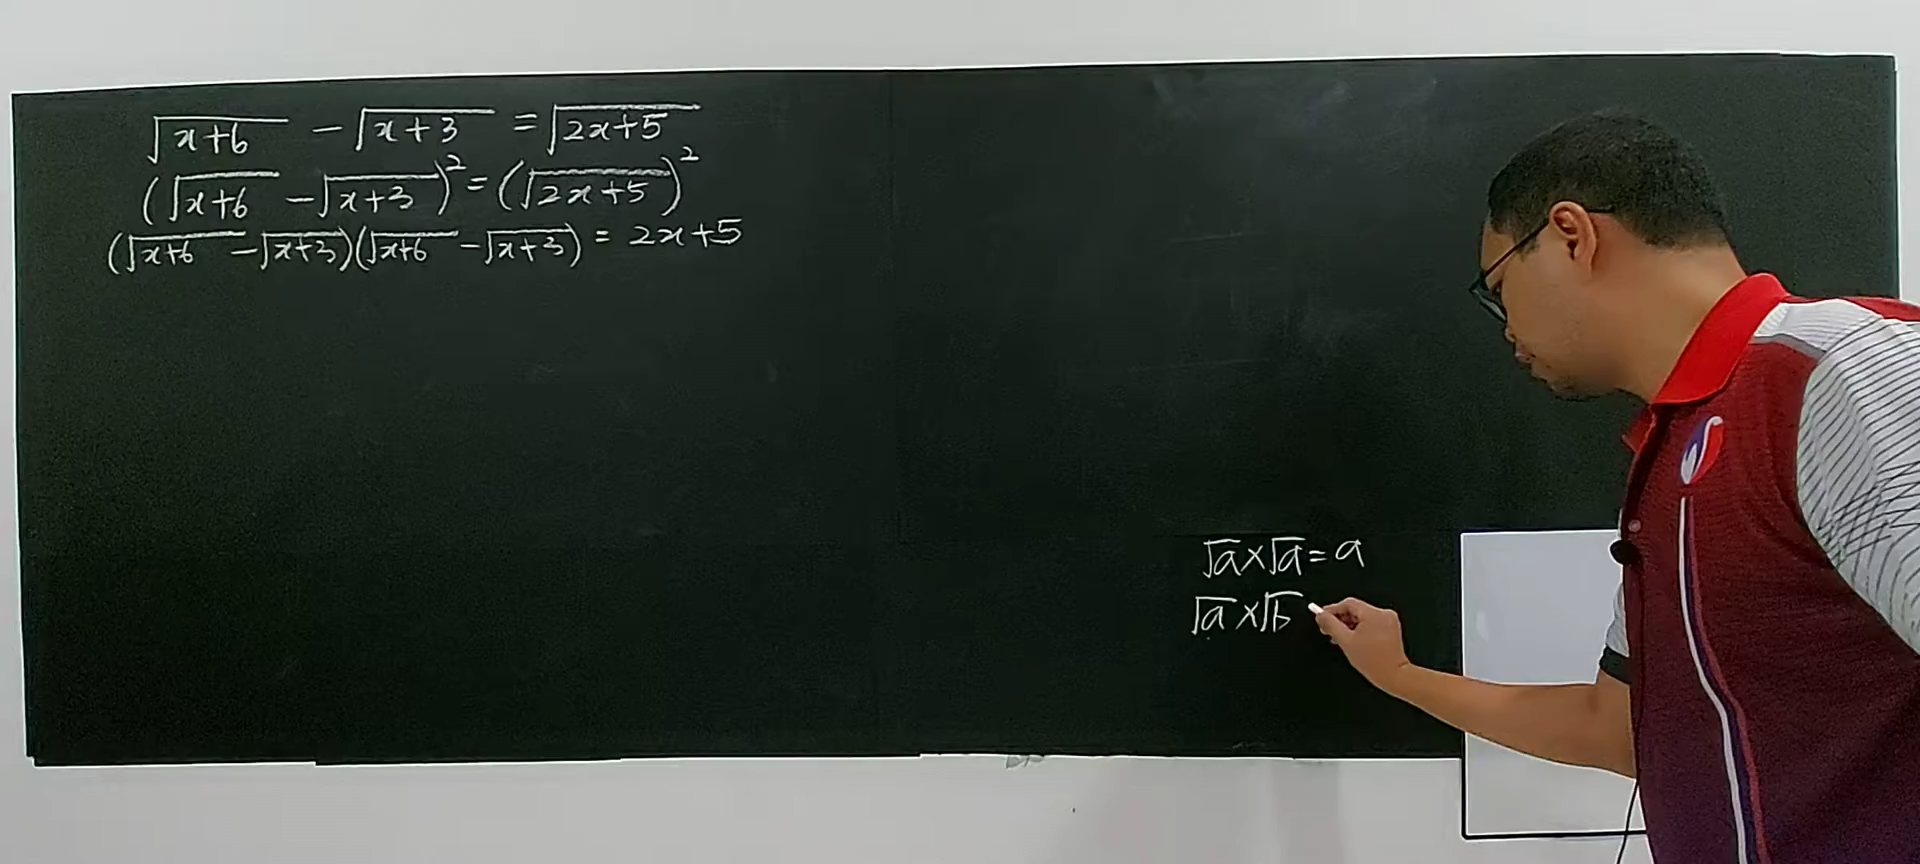 √(x+6) - √(x+3) = √(2x+5)
(√(x+6) - √(x+3))² = (√(2x+5))²
(√(x+6) - √(x+3))(√(x+6) - √(x+3)) = 2x+5
√a×√a=a
√a×√b